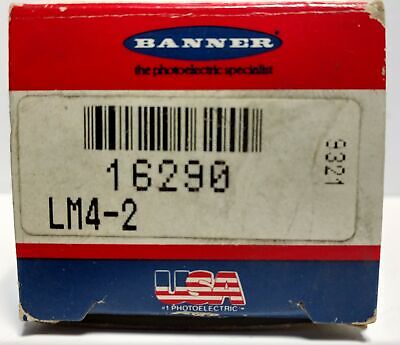 BANNER
the photoelectric specialist
16290
9321
LM4-2
USA
#1 PHOTOELECTRIC